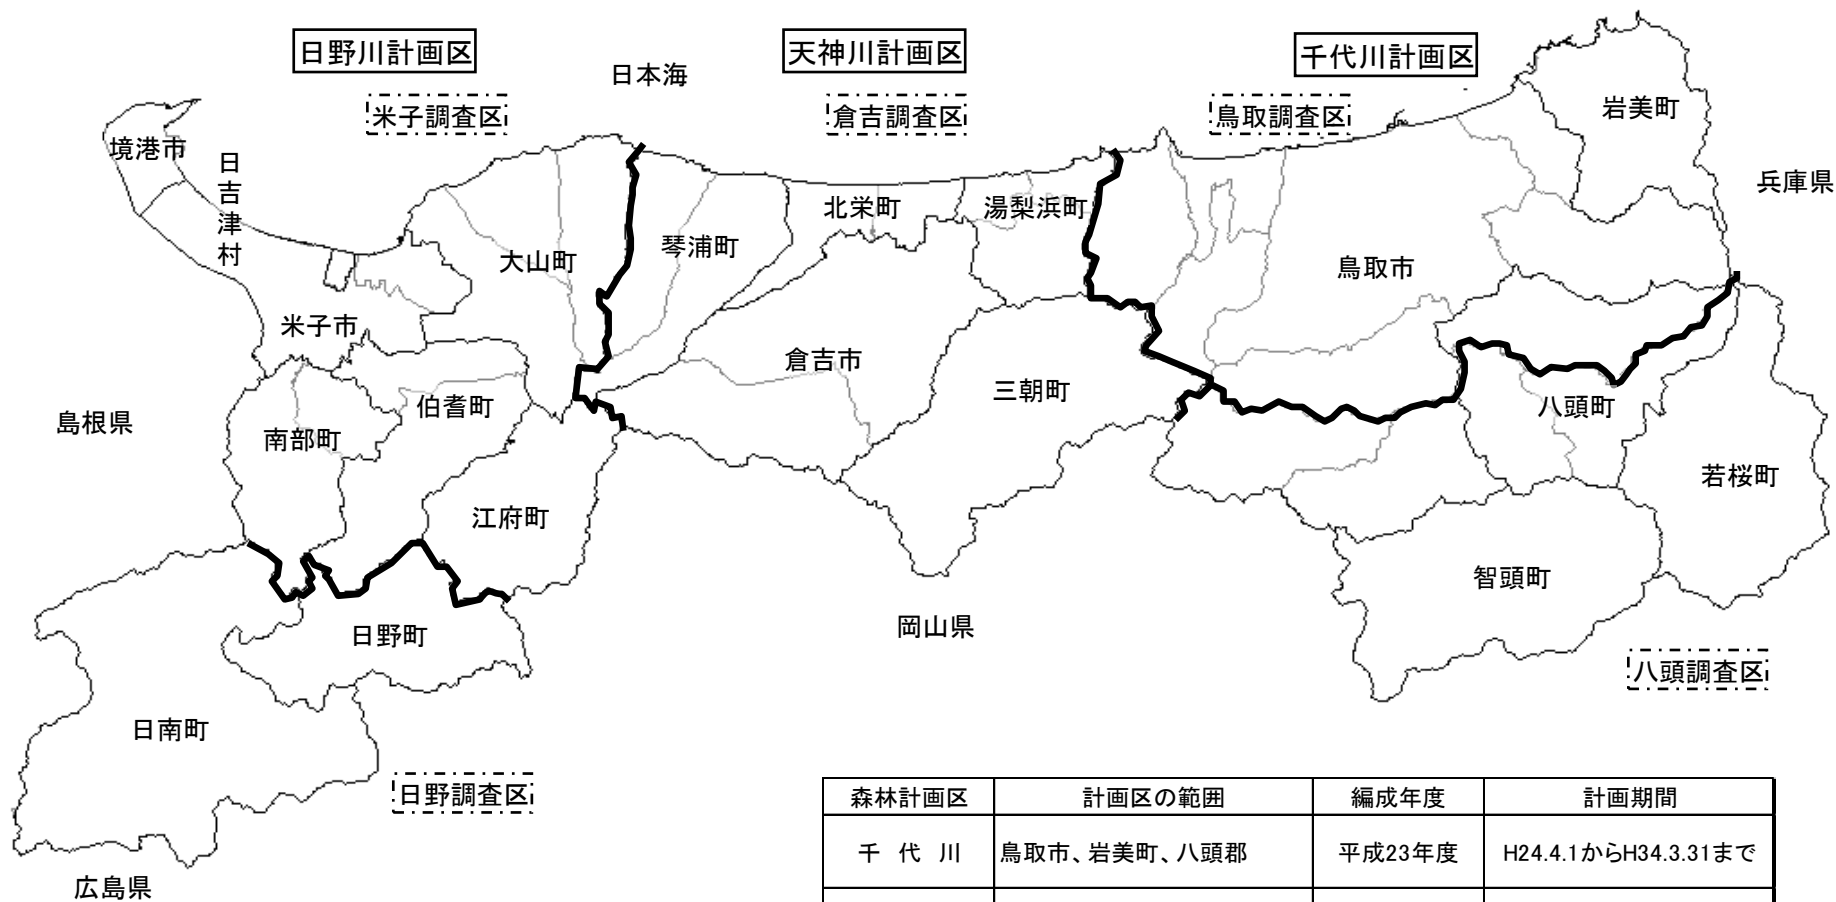 日野川計画区
天神川計画区
千代川計画区
日本海
米子調査区
倉吉調査区
鳥取調査区
岩美町
境港市
日吉津村
兵庫県
北栄町
湯梨浜町
大山町
琴浦町
鳥取市
米子市
倉吉市
三朝町
伯耆町
八頭町
島根県
南部町
若桜町
江府町
智頭町
岡山県
日野町
八頭調査区
日南町
日野調査区
広島県
森林計画区 計画区の範囲 編成年度 計画期間
千 代 川 鳥取市、岩美町、八頭郡 平成23年度 H24.4.1からH34.3.31まで